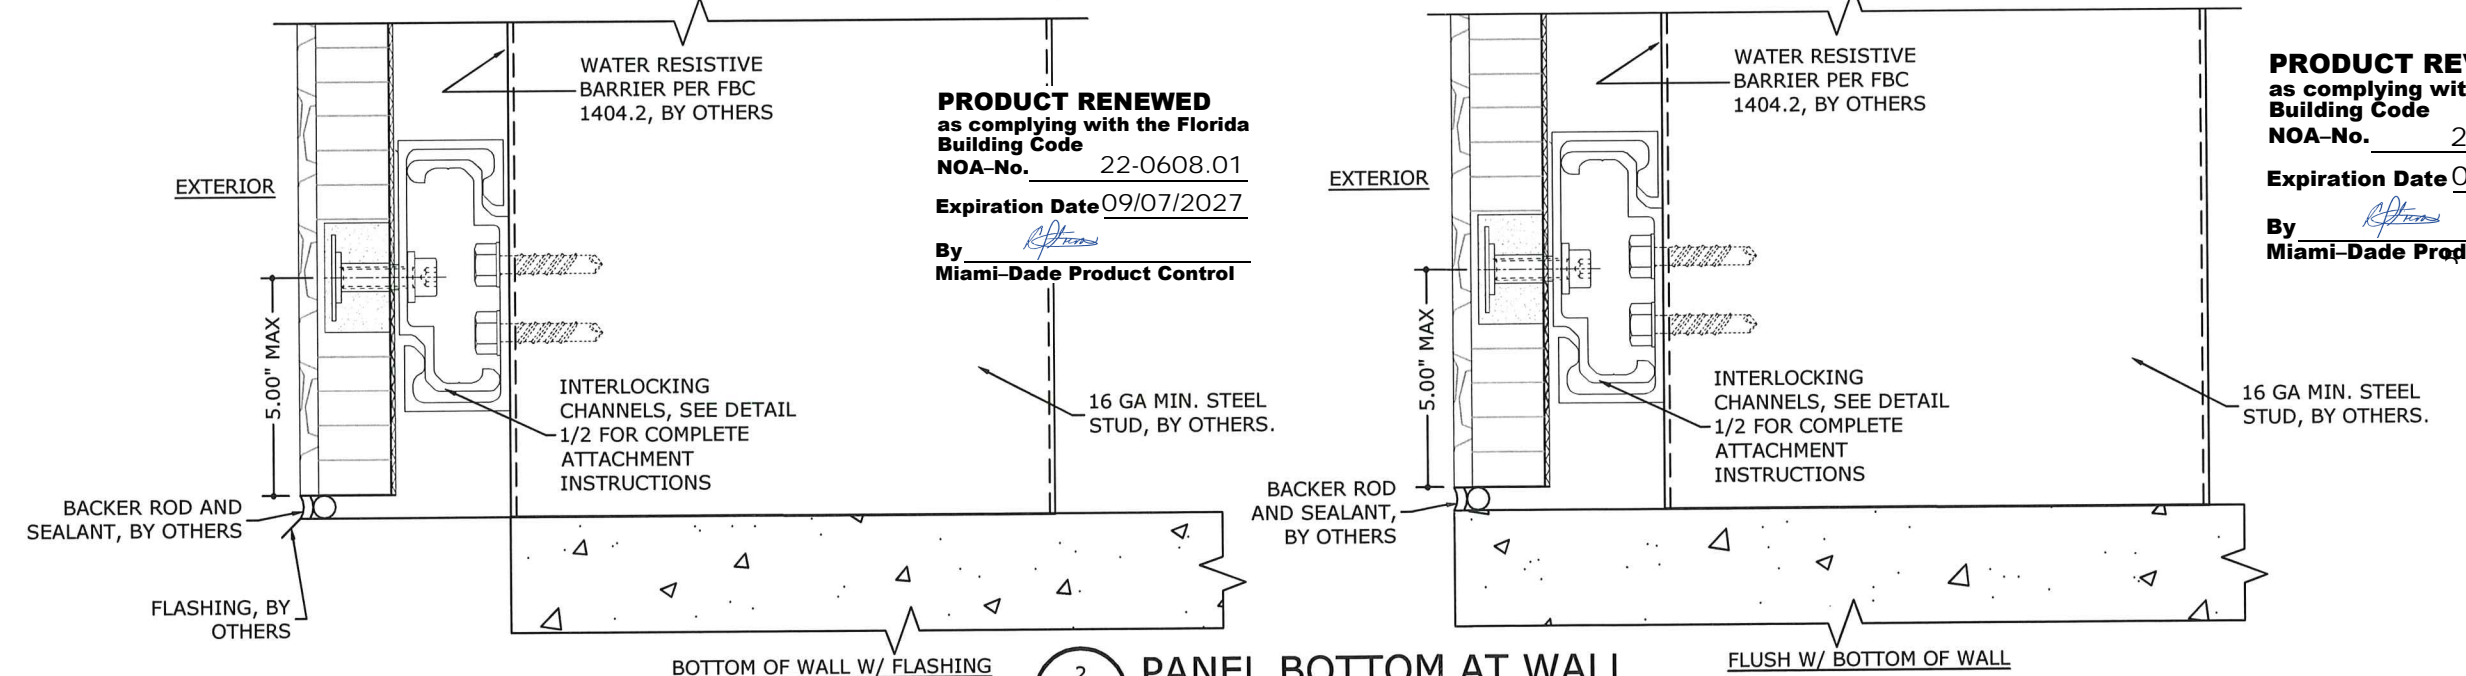 WATER RESISTIVE
BARRIER PER FBC
1404.2, BY OTHERS
PRODUCT RENEWED
as complying with the Florida
Building Code
NOA–No. 22-0608.01
Expiration Date 09/07/2027
By
Miami–Dade Product Control
EXTERIOR
5.00" MAX
INTERLOCKING
CHANNELS, SEE DETAIL
1/2 FOR COMPLETE
ATTACHMENT
INSTRUCTIONS
16 GA MIN. STEEL
STUD, BY OTHERS.
BACKER ROD AND
SEALANT, BY OTHERS
FLASHING, BY
OTHERS
BOTTOM OF WALL W/ FLASHING
2
PANEL BOTTOM AT WALL
WATER RESISTIVE
BARRIER PER FBC
1404.2, BY OTHERS
PRODUCT RE
as complying wit
Building Code
NOA–No. 2
Expiration Date 0
By
Miami–Dade Prod
EXTERIOR
5.00" MAX
INTERLOCKING
CHANNELS, SEE DETAIL
1/2 FOR COMPLETE
ATTACHMENT
INSTRUCTIONS
16 GA MIN. STEEL
STUD, BY OTHERS.
BACKER ROD
AND SEALANT,
BY OTHERS
FLUSH W/ BOTTOM OF WALL